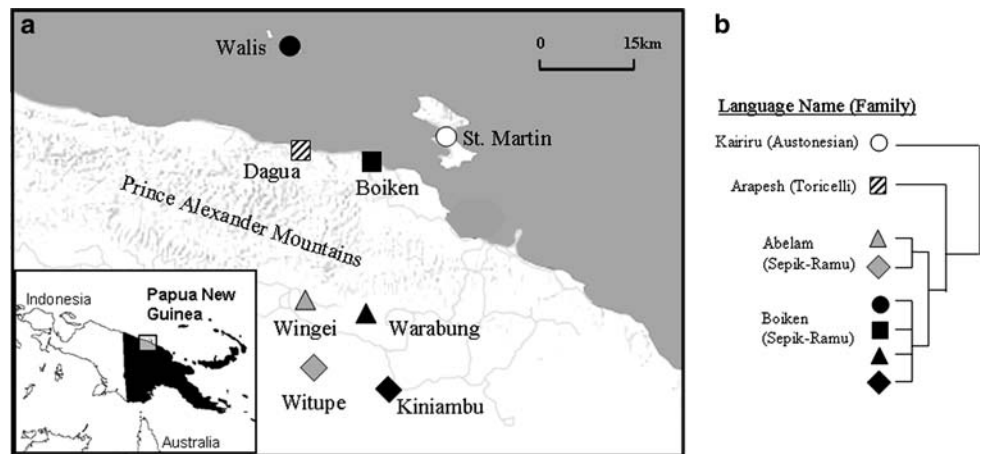 a
Walis
0 15km
St. Martin
Dagua
Boiken
Prince Alexander Mountains
Wingei
Warabung
Witupe
Kiniambu
Indonesia
Papua New
Guinea
Australia
b
Language Name (Family)
Kairiru (Austonesian)
Arapesh (Toricelli)
Abelam
(Sepik-Ramu)
Boiken
(Sepik-Ramu)